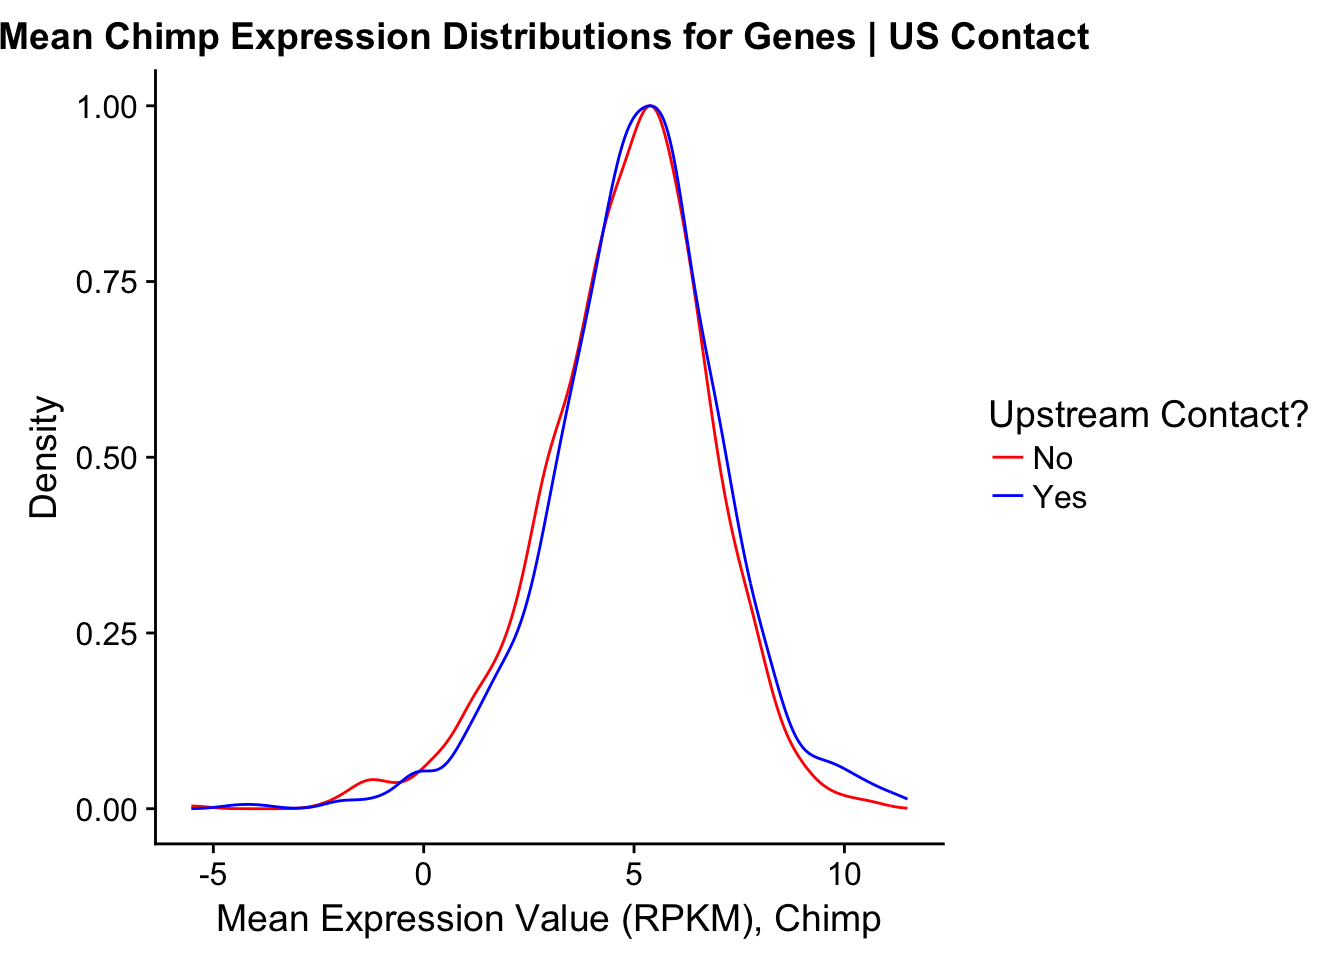 Mean Chimp Expression Distributions for Genes | US Contact
1.00
0.75
0.50
0.25
0.00
Density
-5
0
5
10
Mean Expression Value (RPKM), Chimp
Upstream Contact?
No
Yes